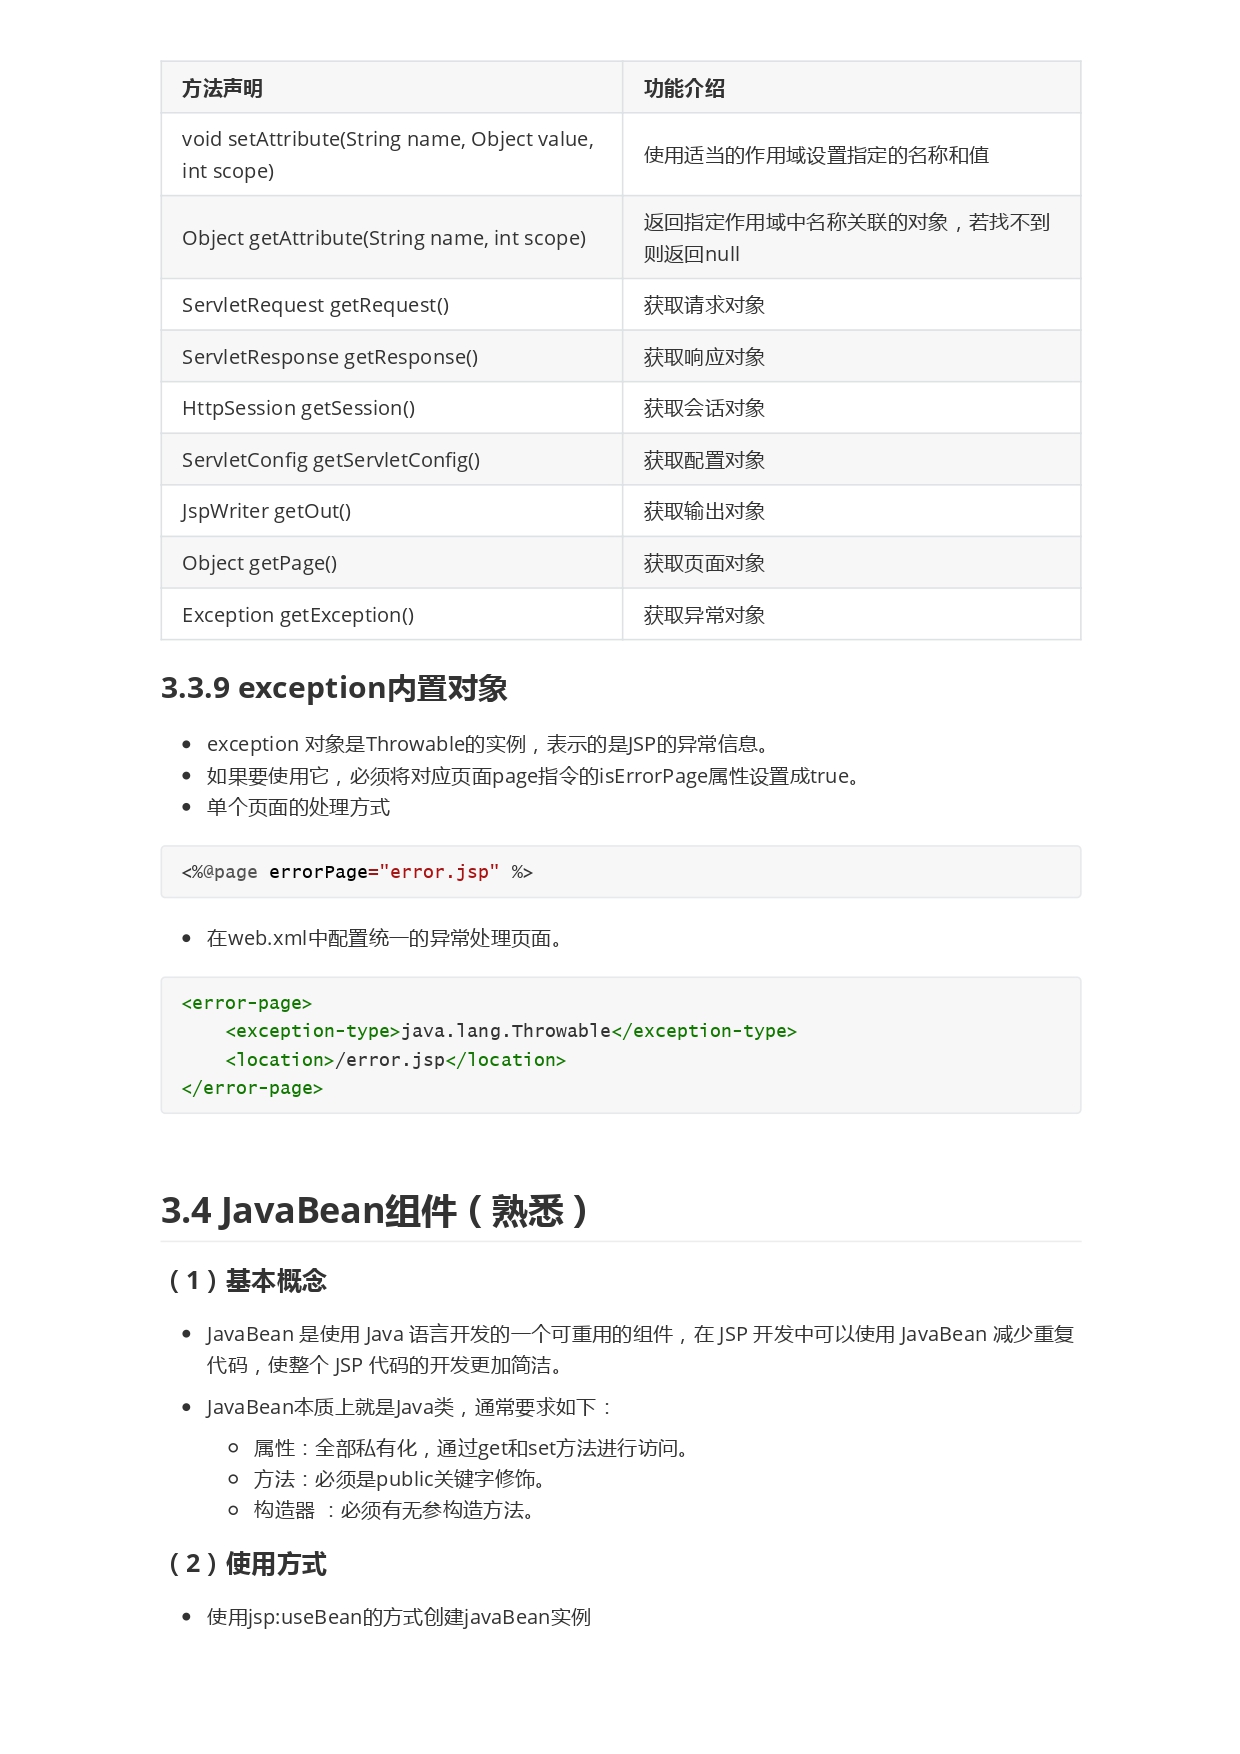 方法声明 功能介绍
void setAttribute(String name, Object value,
int scope)
使用适当的作用域设置指定的名称和值
Object getAttribute(String name, int scope)
返回指定作用域中名称关联的对象，若找不到
则返回null
ServletRequest getRequest() 获取请求对象
ServletResponse getResponse() 获取响应对象
HttpSession getSession() 获取会话对象
ServletConfig getServletConfig() 获取配置对象
JspWriter getOut() 获取输出对象
Object getPage() 获取页面对象
Exception getException() 获取异常对象
3.3.9 exception内置对象
• exception 对象是Throwable的实例，表示的是JSP的异常信息。
• 如果要使用它，必须将对应页面page指令的isErrorPage属性设置成true。
• 单个页面的处理方式
<%@page errorPage="error.jsp" %>
• 在web.xml中配置统一的异常处理页面。
<error-page>
    <exception-type>java.lang.Throwable</exception-type>
    <location>/error.jsp</location>
</error-page>
3.4 JavaBean组件（熟悉）
（1）基本概念
• JavaBean 是使用 Java 语言开发的一个可重用的组件，在 JSP 开发中可以使用 JavaBean 减少重复
代码，使整个 JSP 代码的开发更加简洁。
• JavaBean本质上就是Java类，通常要求如下：
◦ 属性：全部私有化，通过get和set方法进行访问。
◦ 方法：必须是public关键字修饰。
◦ 构造器 ：必须有无参构造方法。
（2）使用方式
• 使用jsp:useBean的方式创建javaBean实例